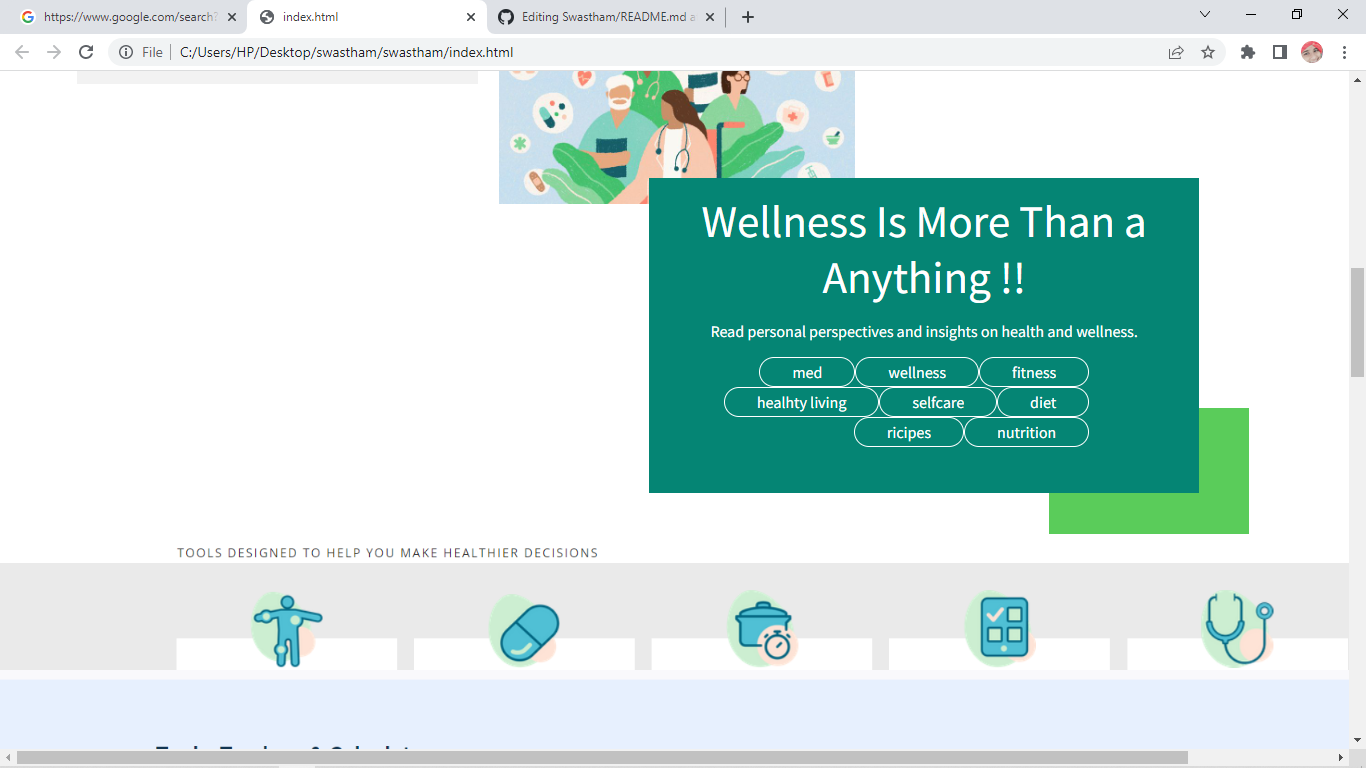 https://www.google.com/search?
index.html
Editing Swastham/README.md a
File
C:/Users/HP/Desktop/swastham/swastham/index.html
Wellness Is More Than a
Anything !!
Read personal perspectives and insights on health and wellness.
med wellness fitness
healhty living selfcare diet
ricipes nutrition
TOOLS DESIGNED TO HELP YOU MAKE HEALTHIER DECISIONS